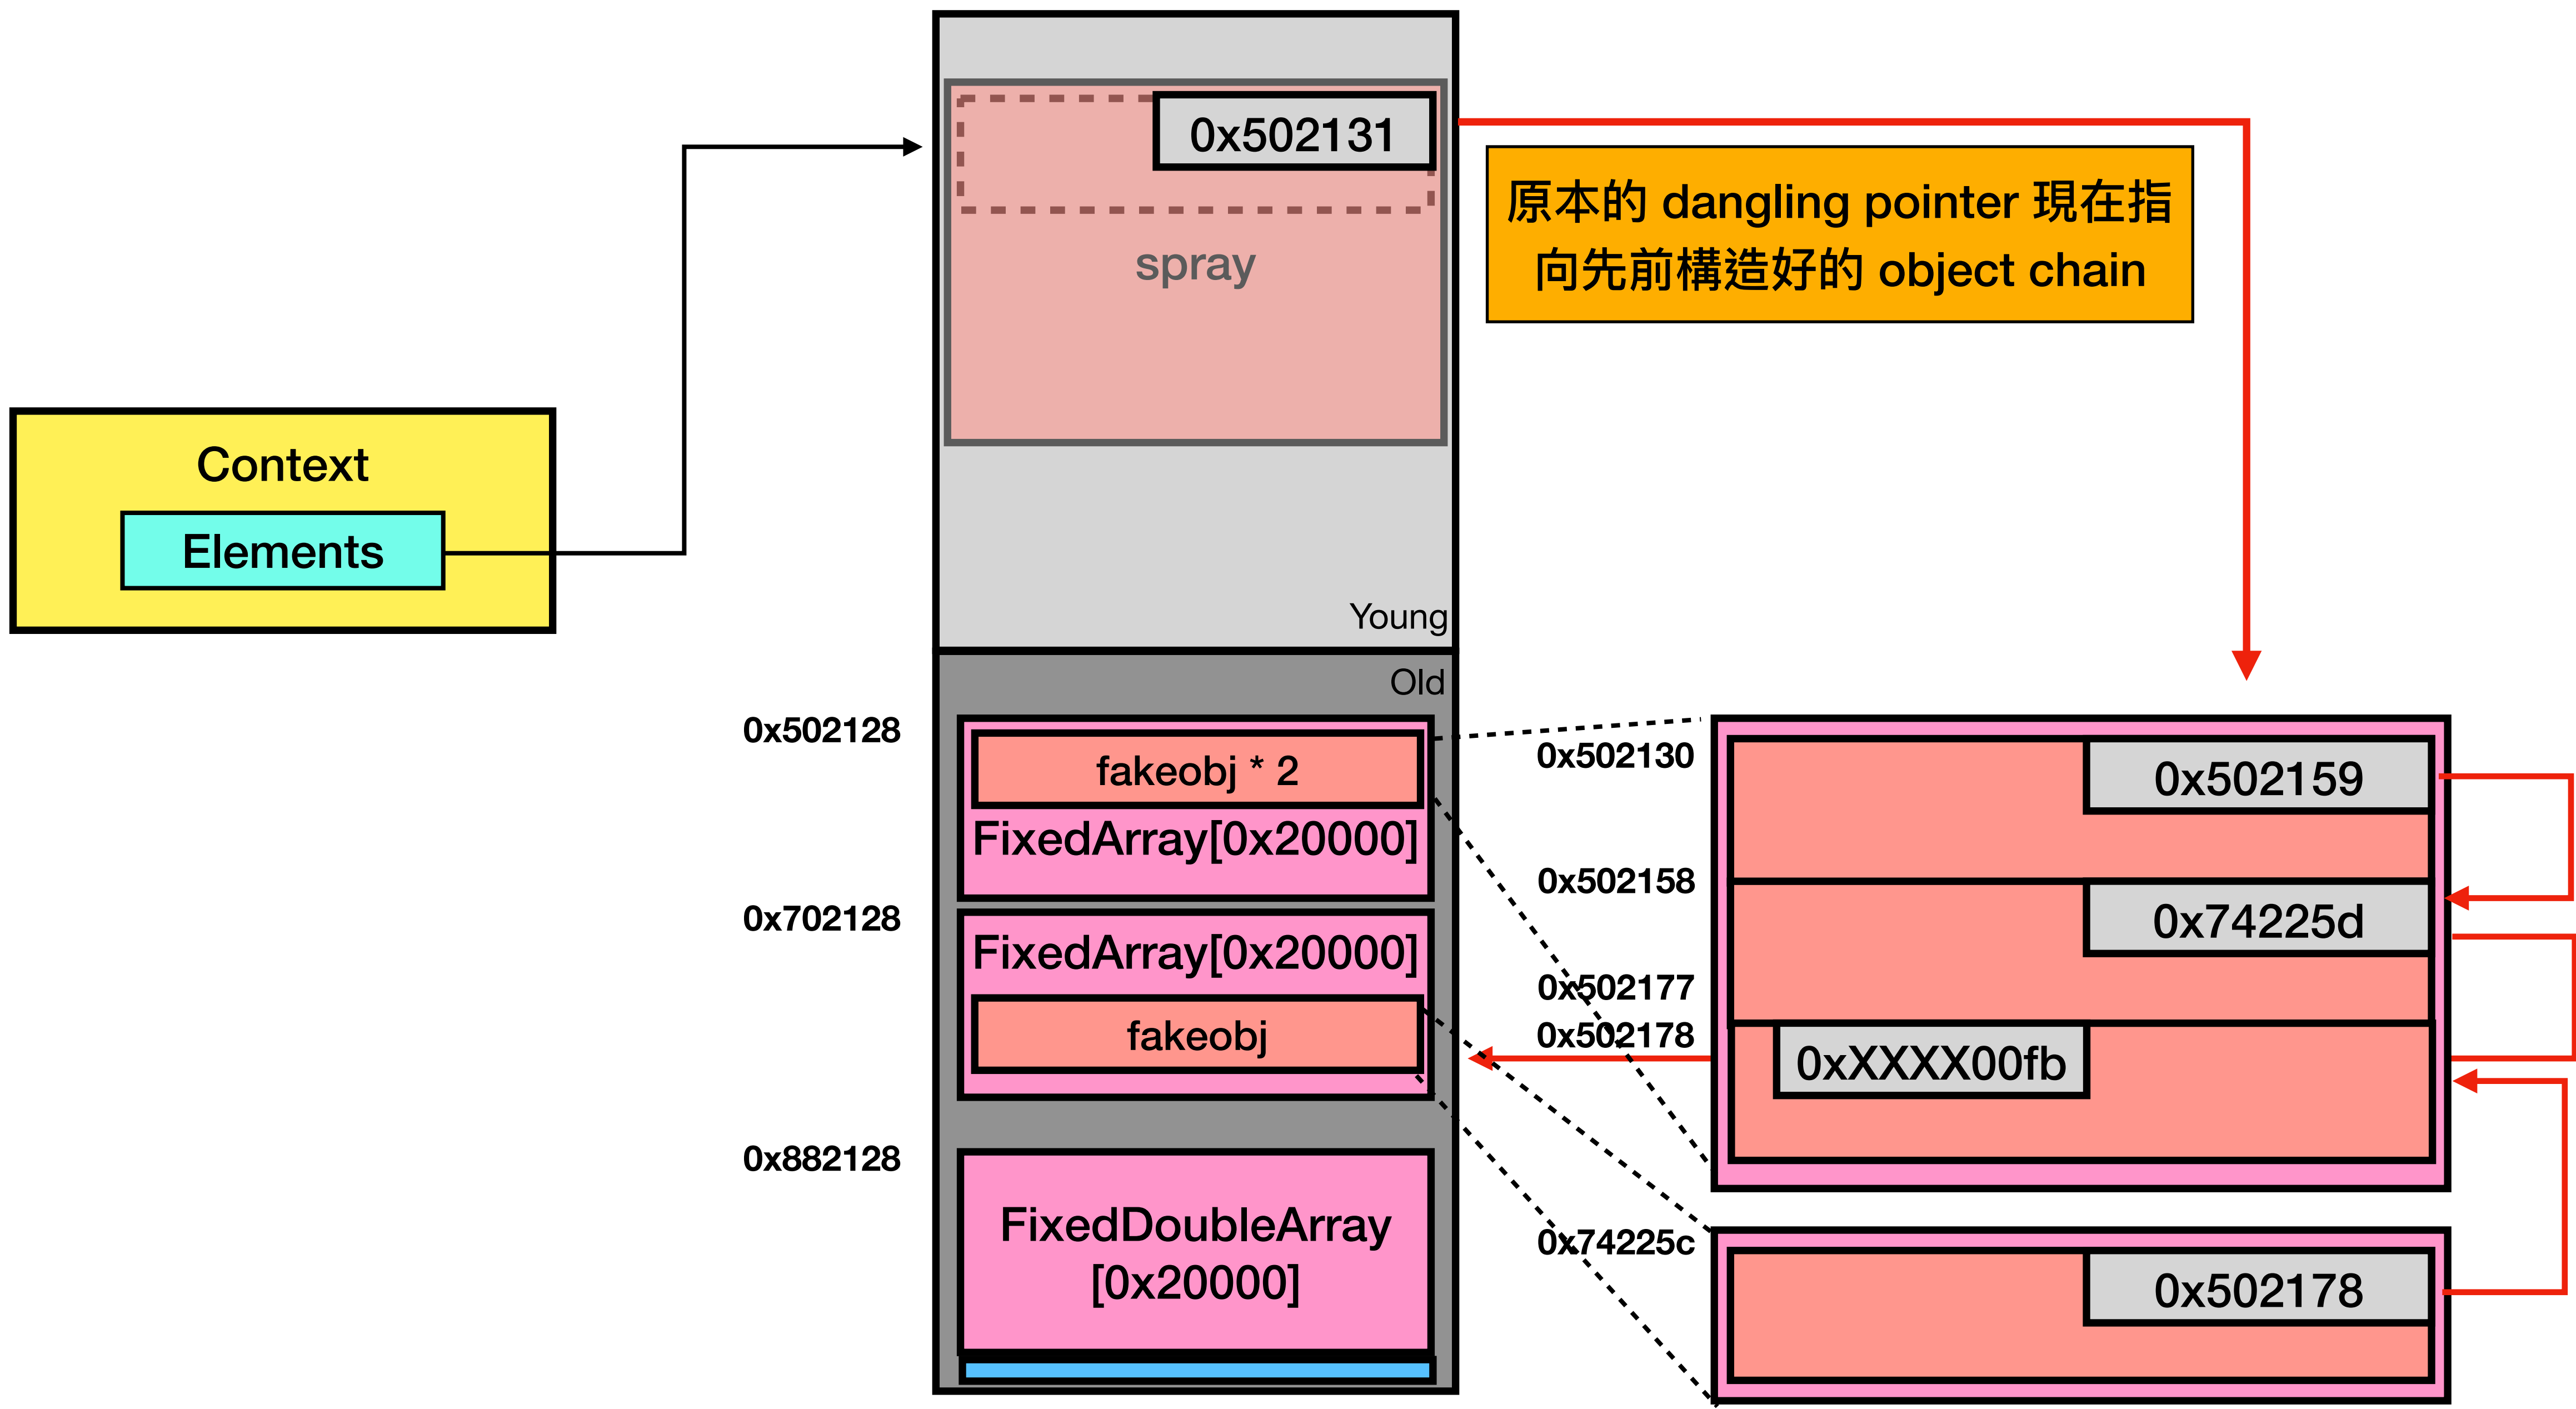 0x502131
原本的 dangling pointer 現在指
向先前構造好的 object chain
spray
Context
Elements
Young
Old
0x502128
fakeobj * 2
FixedArray[0x20000]
0x702128
FixedArray[0x20000]
fakeobj
0x882128
FixedDoubleArray
[0x20000]
0x502130
0x502159
0x502158
0x74225d
0x502177
0x502178
0xXXXX00fb
0x74225c
0x502178